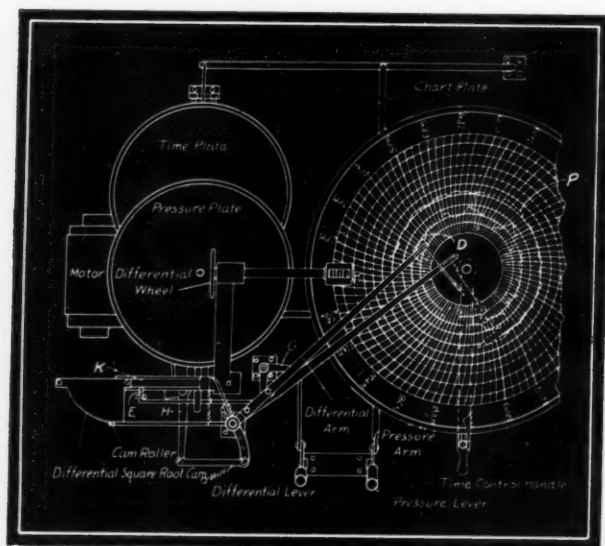 Chart Plate
Time Plate
P
Pressure Plate
D
Motor
Differential
Wheel
K
G
E
H
Differential
Arm
Pressure
Arm
Cam Roller
Differential Square Root Cam
Differential Lever
Time Control Handle
Pressure Lever